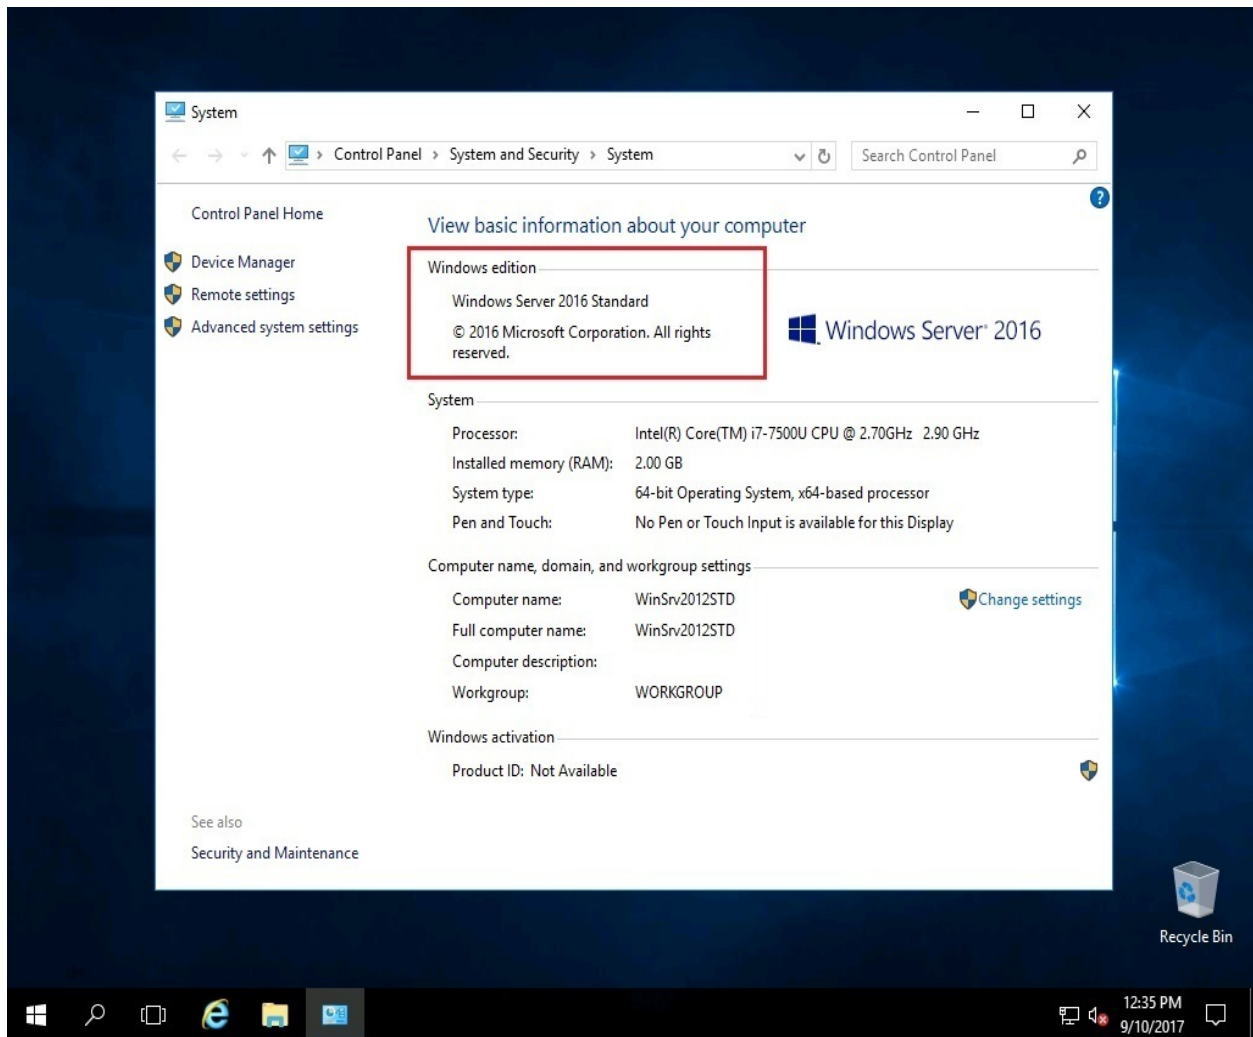 System
Control Panel > System and Security > System
Search Control Panel
Control Panel Home
Device Manager
Remote settings
Advanced system settings
View basic information about your computer
Windows edition
Windows Server 2016 Standard
© 2016 Microsoft Corporation. All rights
reserved.
Windows Server® 2016
System
Processor: Intel(R) Core(TM) i7-7500U CPU @ 2.70GHz 2.90 GHz
Installed memory (RAM): 2.00 GB
System type: 64-bit Operating System, x64-based processor
Pen and Touch: No Pen or Touch Input is available for this Display
Computer name, domain, and workgroup settings
Computer name: WinSrv2012STD
Change settings
Full computer name: WinSrv2012STD
Computer description:
Workgroup: WORKGROUP
Windows activation
Product ID: Not Available
See also
Security and Maintenance
Recycle Bin
12:35 PM
9/10/2017